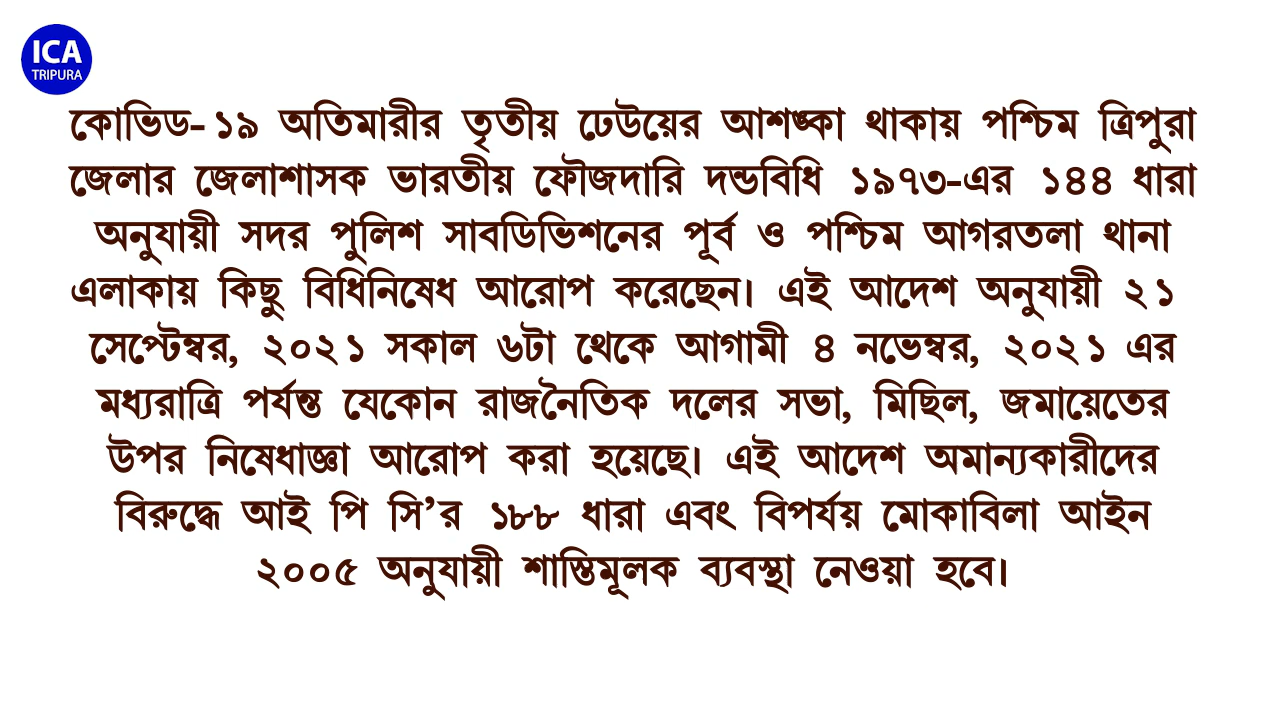 ICA
TRIPURA
কোভিড-১৯ অতিমারীর তৃতীয় ঢেউয়ের আশঙ্কা থাকায় পশ্চিম ত্রিপুরা
জেলার জেলাশাসক ভারতীয় ফৌজদারি দন্ডবিধি ১৯৭৩-এর ১৪৪ ধারা
অনুযায়ী সদর পুলিশ সাবডিভিশনের পূর্ব ও পশ্চিম আগরতলা থানা
এলাকায় কিছু বিধিনিষেধ আরোপ করেছেন। এই আদেশ অনুযায়ী ২১
সেপ্টেম্বর, ২০২১ সকাল ৬টা থেকে আগামী ৪ নভেম্বর, ২০২১ এর
মধ্যরাত্রি পর্যন্ত যেকোন রাজনৈতিক দলের সভা, মিছিল, জমায়েতের
উপর নিষেধাজ্ঞা আরোপ করা হয়েছে। এই আদেশ অমান্যকারীদের
বিরুদ্ধে আই পি সি’র ১৮৮ ধারা এবং বিপর্যয় মোকাবিলা আইন
২০০৫ অনুযায়ী শাস্তিমূলক ব্যবস্থা নেওয়া হবে।